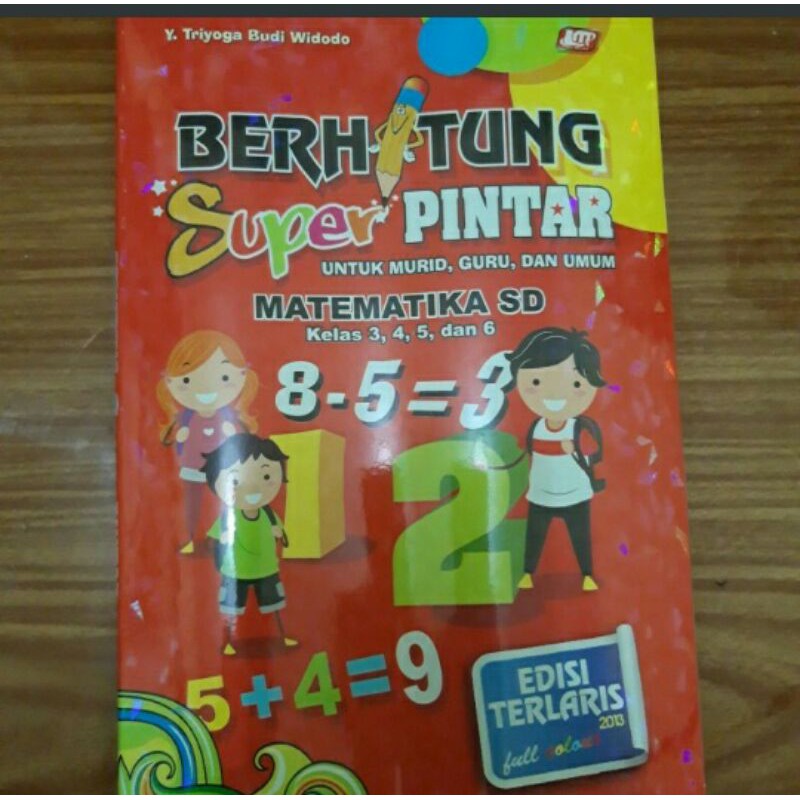 Y. Triyoga Budi Widodo
BERHITUNG
Super PINTAR
UNTUK MURID, GURU, DAN UMUM
MATEMATIKA SD
Kelas 3, 4, 5, dan 6
8-5=3
1 2
5+4=9
EDISI
TERLARIS
2013
full colour